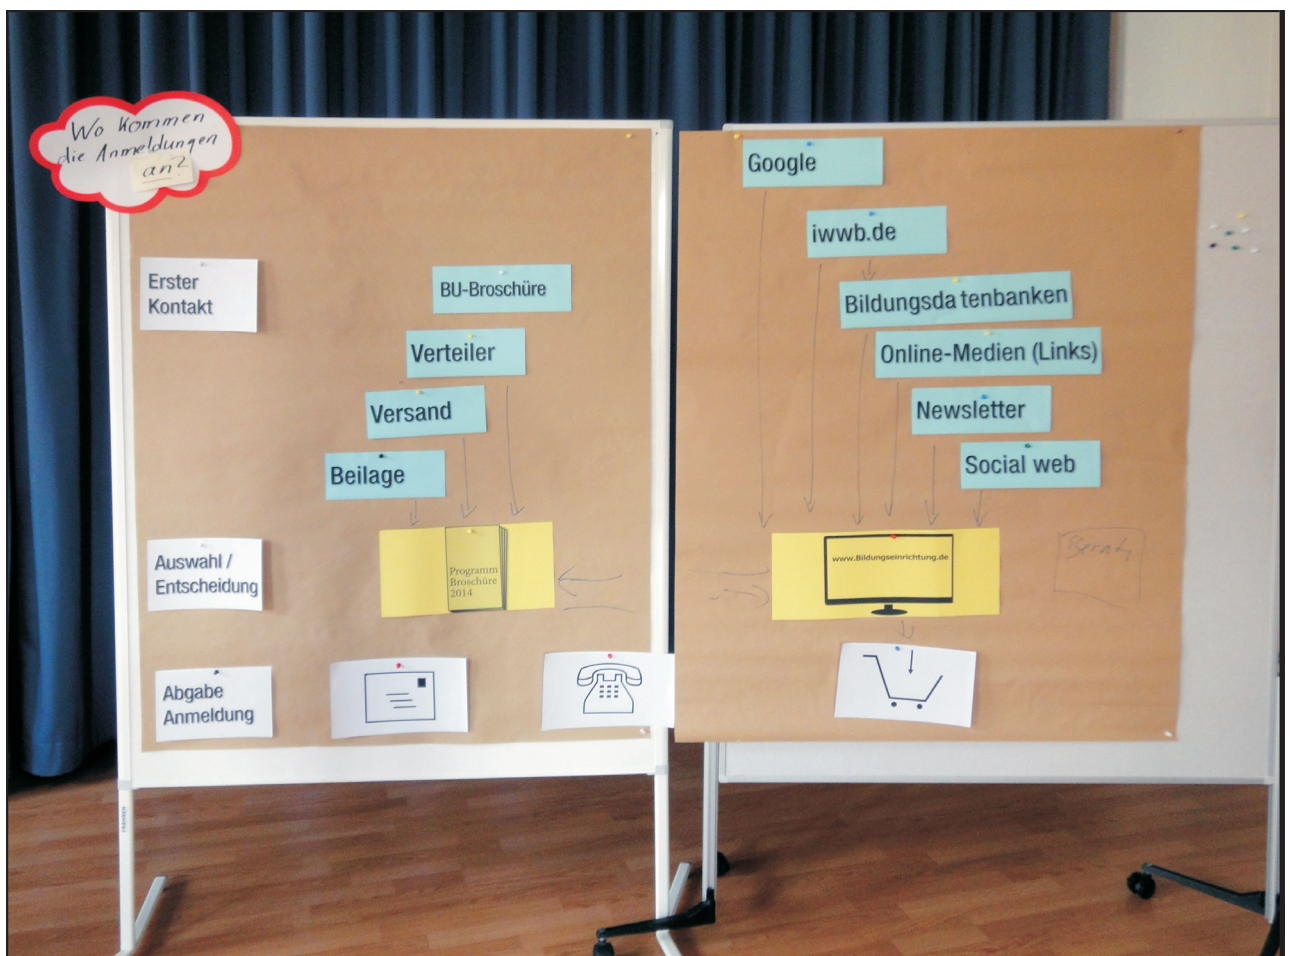 Wo kommen
die Anmeldungen
an?
Erster
Kontakt
BU-Broschüre
Verteiler
Versand
Beilage
Auswahl /
Entscheidung
Programm
Broschüre
2014
Abgabe
Anmeldung
Google
iwwb.de
Bildungsda tenbanken
Online-Medien (Links)
Newsletter
Social web
www.Bildungseinrichtung.de